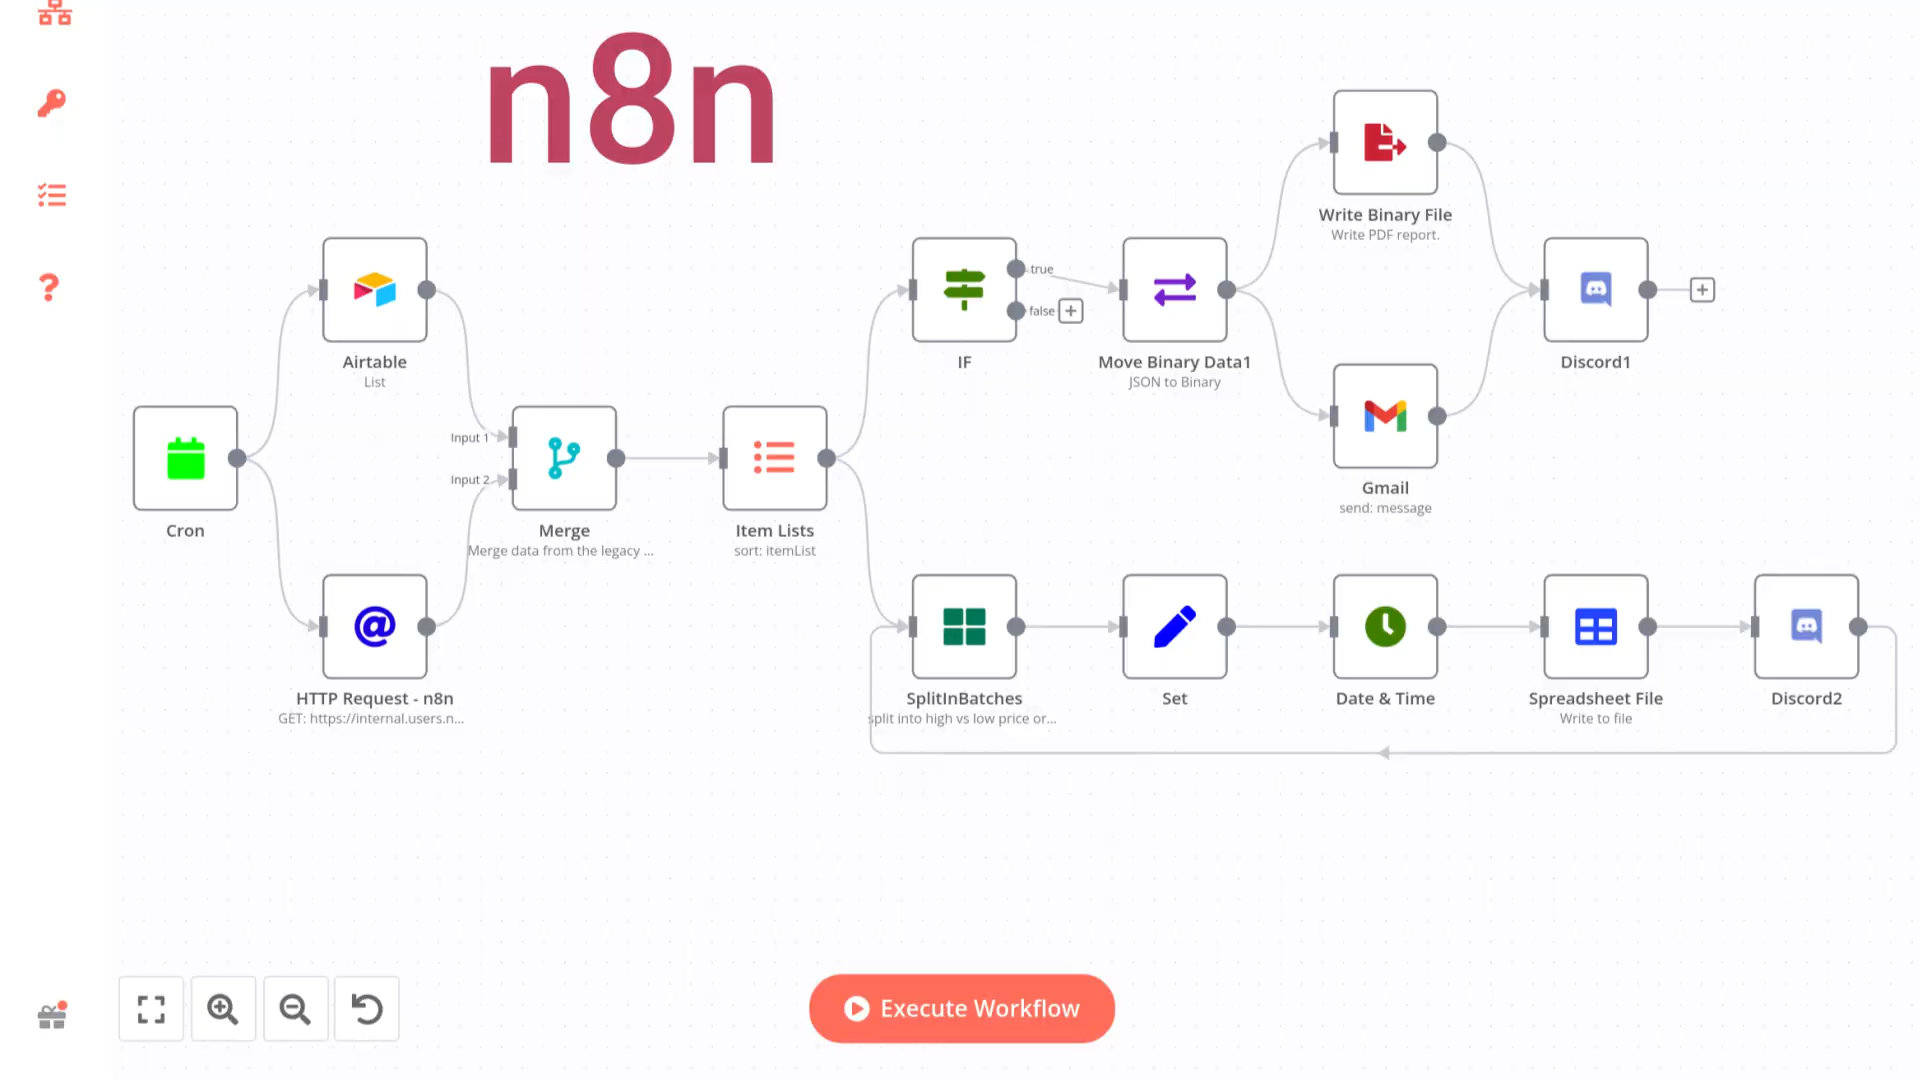 n8n
Write Binary File
Write PDF report.
true
false
Airtable
List
IF
Move Binary Data1
JSON to Binary
Discord1
Input 1
Input 2
Cron
Merge
Merge data from the legacy ...
Item Lists
sort: itemList
Gmail
send: message
HTTP Request - n8n
GET: https://internal.users.n...
SplitInBatches
split into high vs low price or...
Set
Date & Time
Spreadsheet File
Write to file
Discord2
Execute Workflow